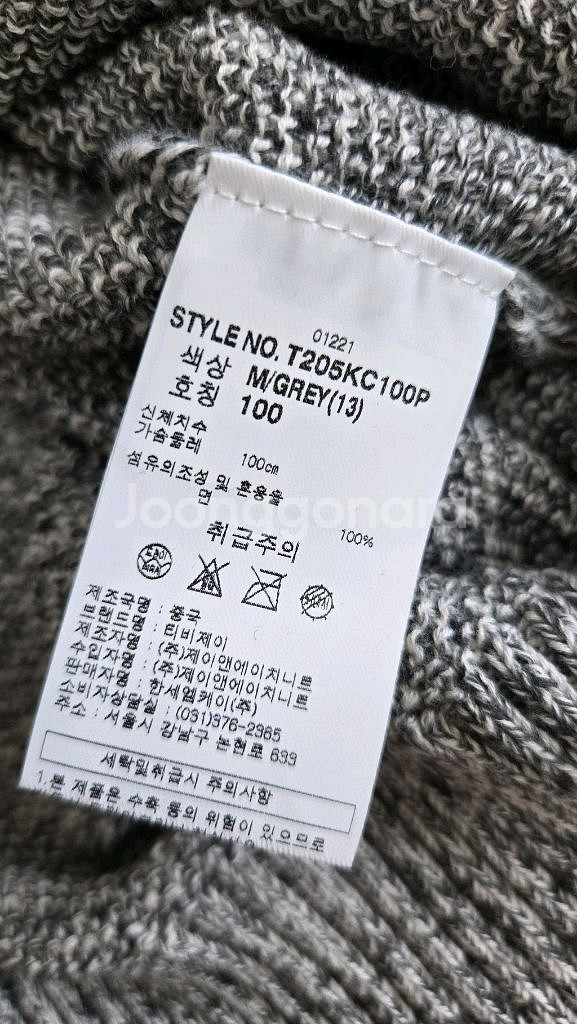 01221
STYLE NO. T205KC100P
색상 M/GREY(13)
호칭 100
신체치수
가슴둘레 100cm
섬유의조성 및 혼용율
면 100%
Joonggonara
취급주의
제조국명 : 중국
브랜드명 : 티비제이
제조자명 : (주)제이앤에이치니트
수입자명 : (주)제이앤에이치니트
판매자명 : 한세엠케이(주)
소비자상담실 : (031)376-2365
주소 : 서울시 강남구 논현로 633
세탁및취급시 주의사항
1. 본 제품은 수축 등의 위험이 있으므로